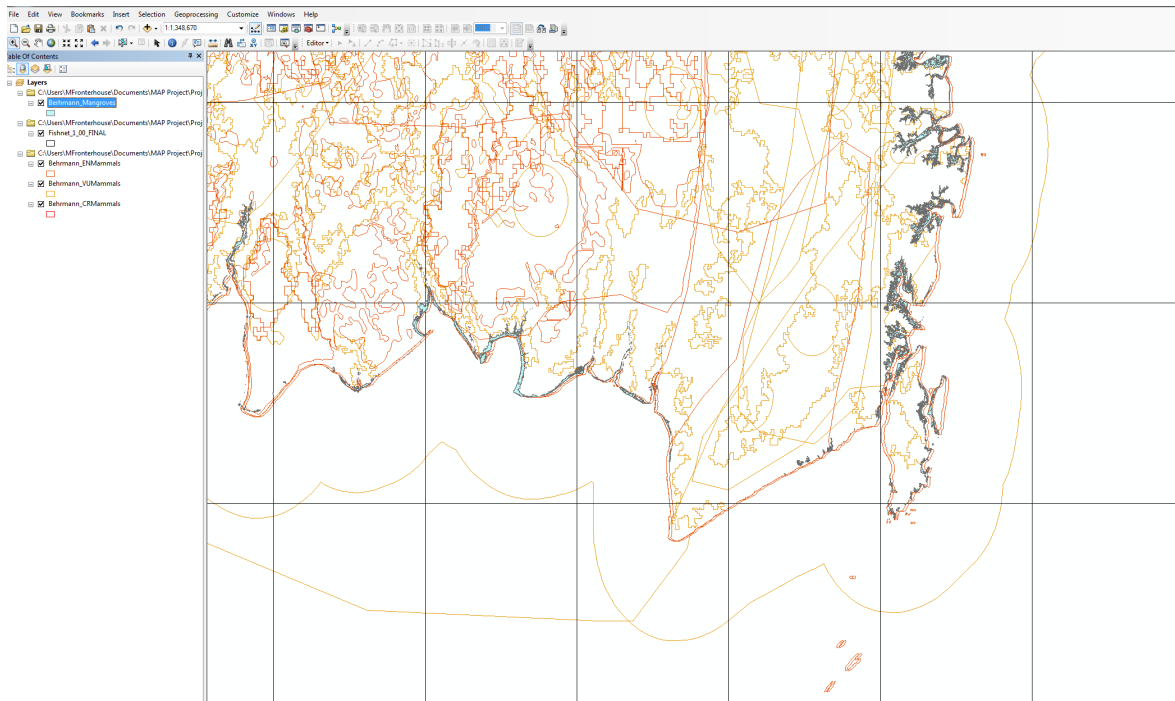 File Edit View Bookmarks Insert Selection Geoprocessing Customize Windows Help
1:1,348,670
Editor
able Of Contents
Layers
C:\Users\MFronterhouse\Documents\MAP Project\Proj
Berhmann_Mangroves
C:\Users\MFronterhouse\Documents\MAP Project\Proj
Fishnet_1_00_FINAL
C:\Users\MFronterhouse\Documents\MAP Project\Proj
Behrmann_ENMammals
Behrmann_VUMammals
Behrmann_CRMammals